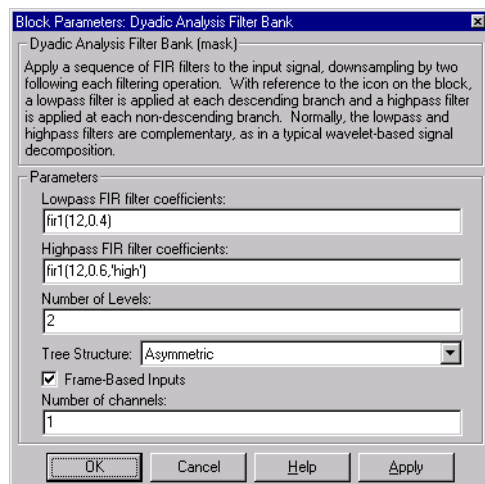 Block Parameters: Dyadic Analysis Filter Bank
Dyadic Analysis Filter Bank (mask)
Apply a sequence of FIR filters to the input signal, downsampling by two
following each filtering operation.  With reference to the icon on the block,
a lowpass filter is applied at each descending branch and a highpass filter
is applied at each non-descending branch.  Normally, the lowpass and
highpass filters are complementary, as in a typical wavelet-based signal
decomposition.
Parameters
Lowpass FIR filter coefficients:
fir1(12,0.4)
Highpass FIR filter coefficients:
fir1(12,0.6,'high')
Number of Levels:
2
Tree Structure: Asymmetric
Frame-Based Inputs
Number of channels:
1
OK Cancel Help Apply